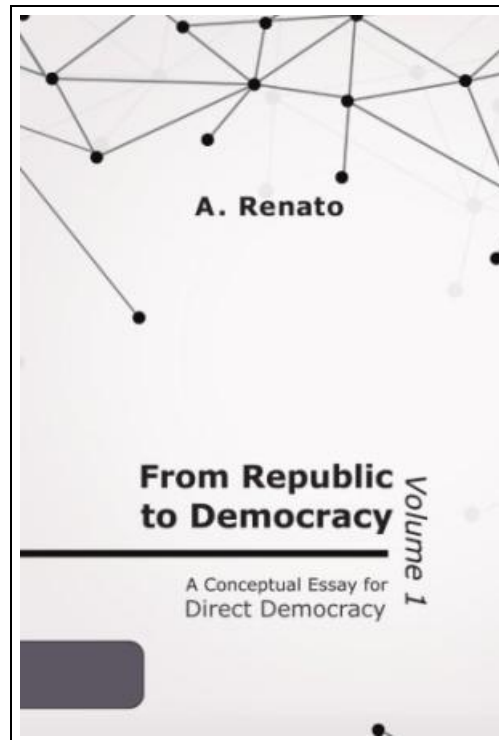 A. Renato
From Republic
to Democracy
Volume 1
A Conceptual Essay for
Direct Democracy